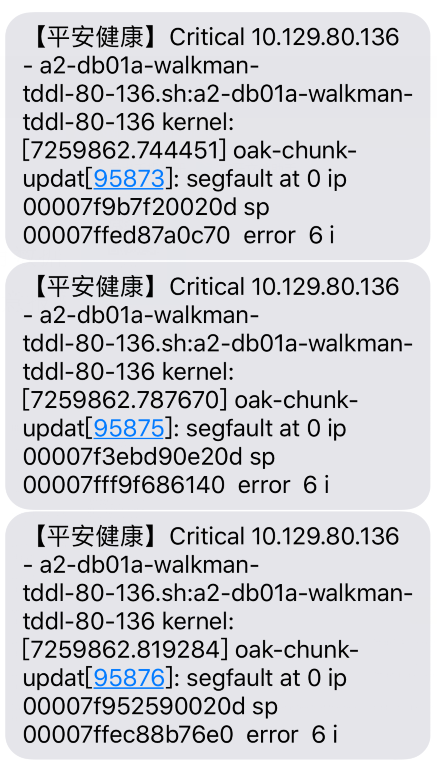 【平安健康】Critical 10.129.80.136
- a2-db01a-walkman-
tddl-80-136.sh:a2-db01a-walkman-
tddl-80-136 kernel:
[7259862.744451] oak-chunk-
updat[95873]: segfault at 0 ip
00007f9b7f20020d sp
00007ffed87a0c70  error  6 i
【平安健康】Critical 10.129.80.136
- a2-db01a-walkman-
tddl-80-136.sh:a2-db01a-walkman-
tddl-80-136 kernel:
[7259862.787670] oak-chunk-
updat[95875]: segfault at 0 ip
00007f3ebd90e20d sp
00007fff9f686140  error  6 i
【平安健康】Critical 10.129.80.136
- a2-db01a-walkman-
tddl-80-136.sh:a2-db01a-walkman-
tddl-80-136 kernel:
[7259862.819284] oak-chunk-
updat[95876]: segfault at 0 ip
00007f952590020d sp
00007ffec88b76e0  error  6 i